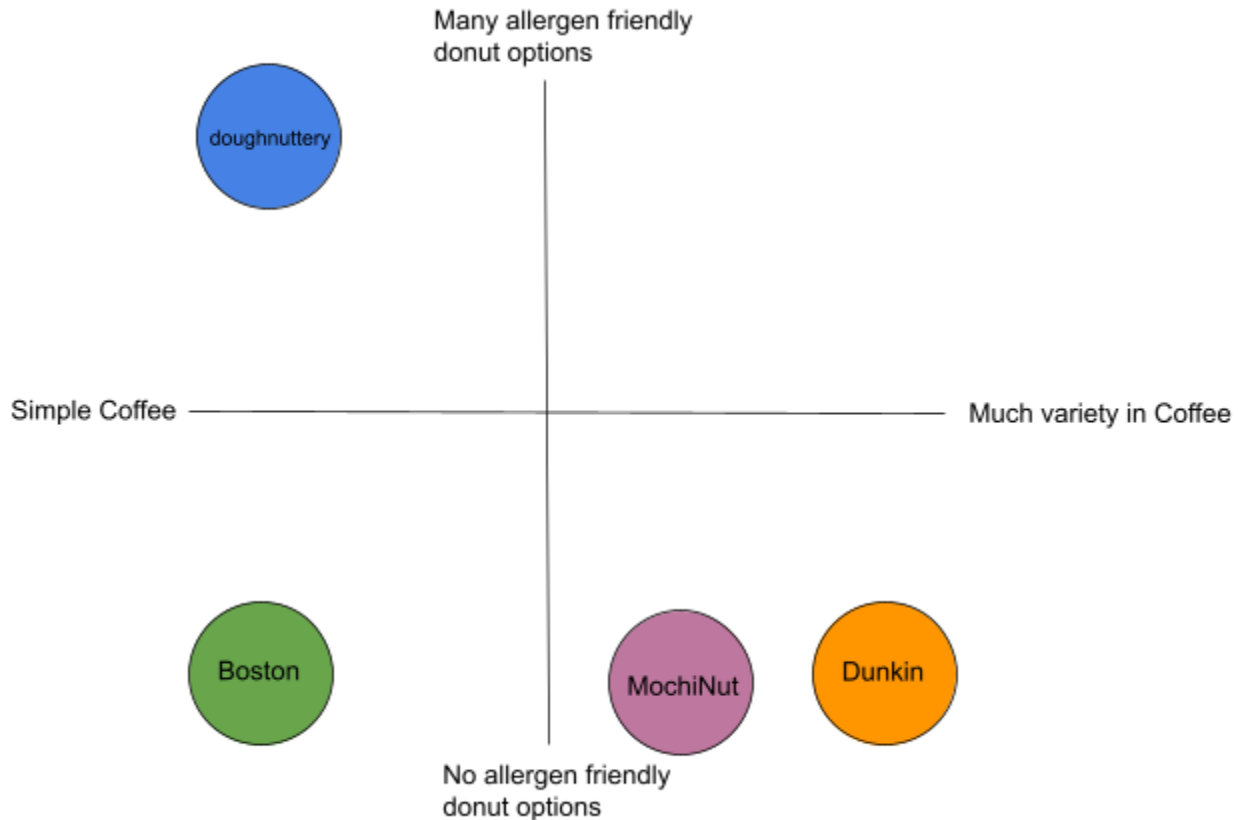 Many allergen friendly
donut options
doughnuttery
Simple Coffee
Much variety in Coffee
Boston
MochiNut
Dunkin
No allergen friendly
donut options